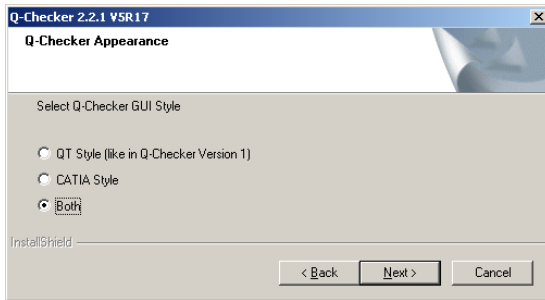 Q-Checker 2.2.1 V5R17
Q-Checker Appearance
Select Q-Checker GUI Style
QT Style (like in Q-Checker Version 1)
CATIA Style
Both
InstallShield
< Back Next > Cancel